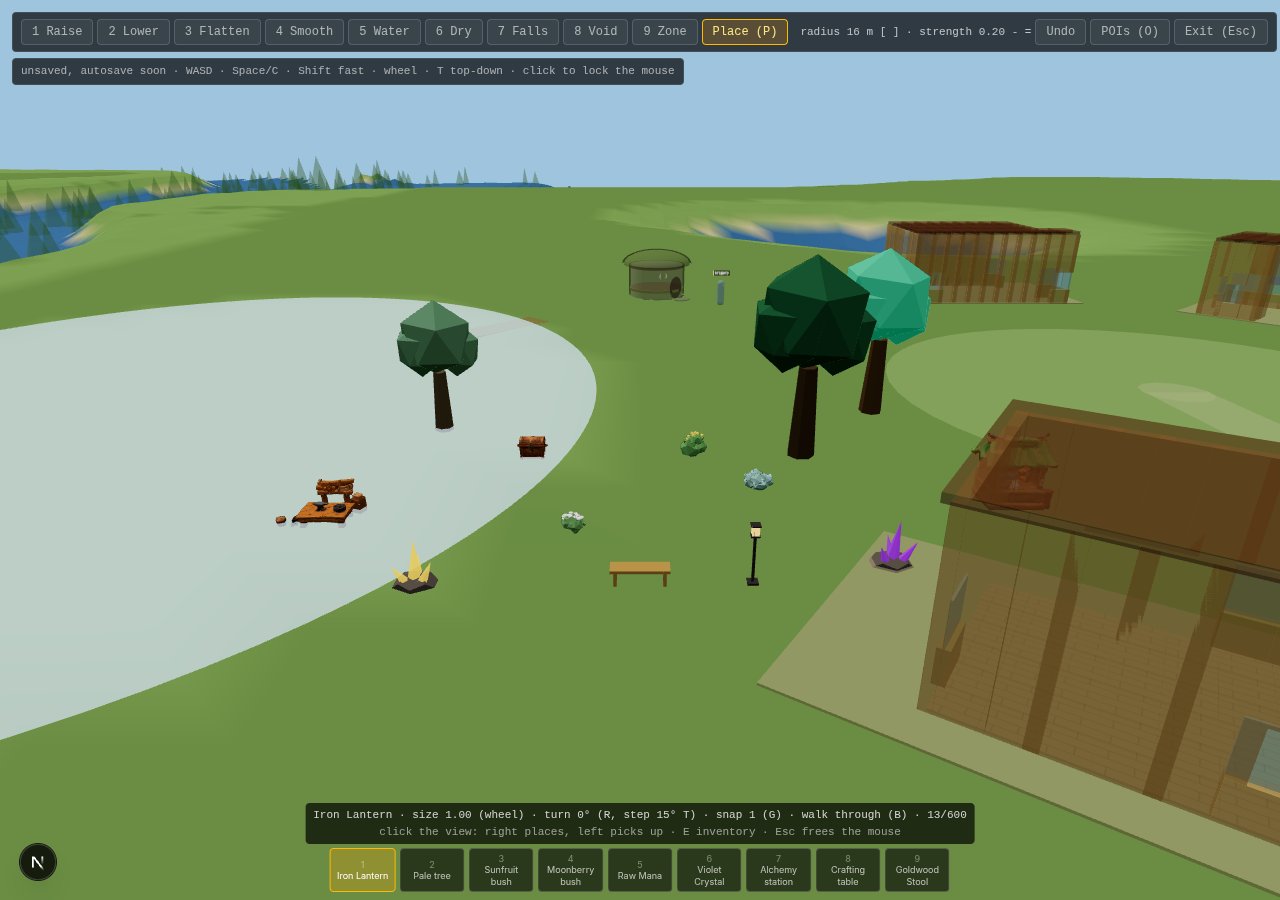 1 Raise 2 Lower 3 Flatten 4 Smooth 5 Water 6 Dry 7 Falls 8 Void 9 Zone Place (P) radius 16 m [ ] · strength 0.20 - = Undo POIs (O) Exit (Esc)
unsaved, autosave soon · WASD · Space/C · Shift fast · wheel · T top-down · click to lock the mouse
Iron Lantern · size 1.00 (wheel) · turn 0° (R, step 15° T) · snap 1 (G) · walk through (B) · 13/600
click the view: right places, left picks up · E inventory · Esc frees the mouse
1 2 3 4 5 6 7 8 9
Iron Lantern Pale tree Sunfruit bush Moonberry bush Raw Mana Violet Crystal Alchemy station Crafting table Goldwood Stool
N